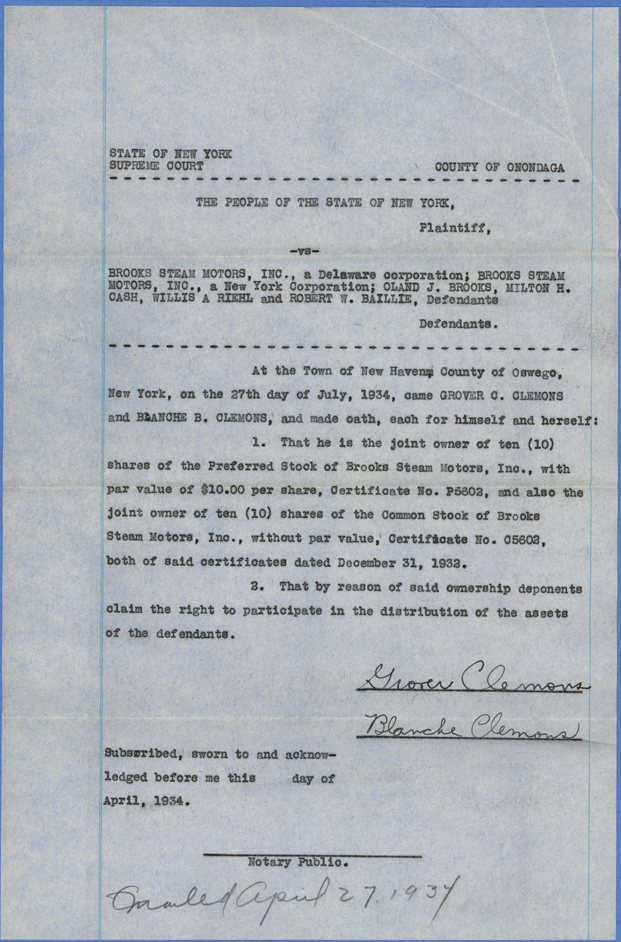 STATE OF NEW YORK
SUPREME COURT COUNTY OF ONONDAGA
THE PEOPLE OF THE STATE OF NEW YORK,
Plaintiff,
-vs-
BROOKS STEAM MOTORS, INC., a Delaware corporation; BROOKS STEAM
MOTORS, INC., a New York Corporation; OLAND J. BROOKS, MILTON H.
CASH, WILLIS A RIEHL and ROBERT W. BAILLIE, Defendants
Defendants.
At the Town of New Haven, County of Oswego,
New York, on the 27th day of July, 1934, came GROVER C. CLEMONS
and BLANCHE B. CLEMONS, and made oath, each for himself and herself:
1. That he is the joint owner of ten (10)
shares of the Preferred Stock of Brooks Steam Motors, Inc., with
par value of $10.00 per share, Certificate No. P5602, and also the
joint owner of ten (10) shares of the Common Stock of Brooks
Steam Motors, Inc., without par value, Certificate No. C5602,
both of said certificates dated December 31, 1932.
2. That by reason of said ownership deponents
claim the right to participate in the distribution of the assets
of the defendants.
Grover Clemons
Blanche Clemons
Subscribed, sworn to and acknow-
ledged before me this day of
April, 1934.
Notary Public.
Mailed April 27. 1934